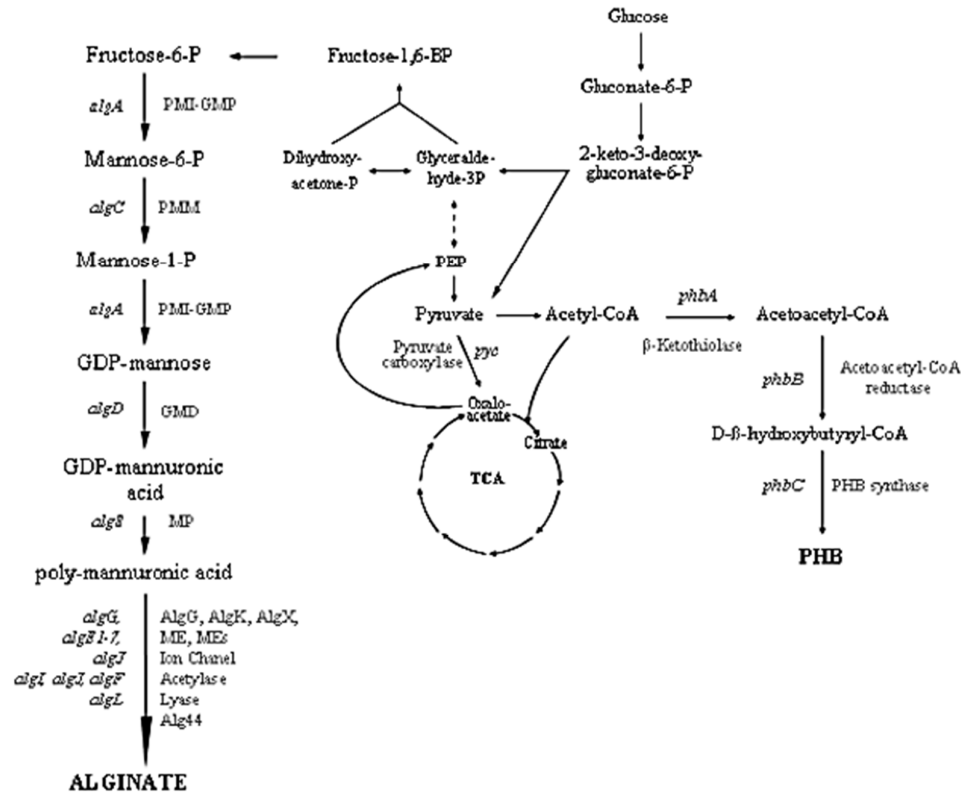 Glucose
Fructose-6-P
Fructose-1,6-BP
Gluconate-6-P
algA
PMI-GMP
Mannose-6-P
Dihydroxy-
acetone-P
Glyceralde-
hyde-3P
2-keto-3-deoxy-
gluconate-6-P
algC
PMM
Mannose-1-P
PEP
algA
PMI-GMP
Pyruvate
Acetyl-CoA
phbA
Acetoacetyl-CoA
β-Ketothiolase
Pyruvate
carboxylase
pyc
GDP-mannose
phbB
Acetoacetyl-CoA
reductase
algD
GMD
Oxalo-
acetate
Citrate
D-ß-hydroxybutyryl-CoA
GDP-mannuronic
acid
TCA
phbC
PHB synthase
alg8
MP
PHB
poly-mannuronic acid
algG,
AlgG, AlgK, AlgX,
algE1-7,
ME, MEs
algJ
Ion Chanel
algI, algJ, algF
Acetylase
algL
Lyase
Alg44
ALGINATE